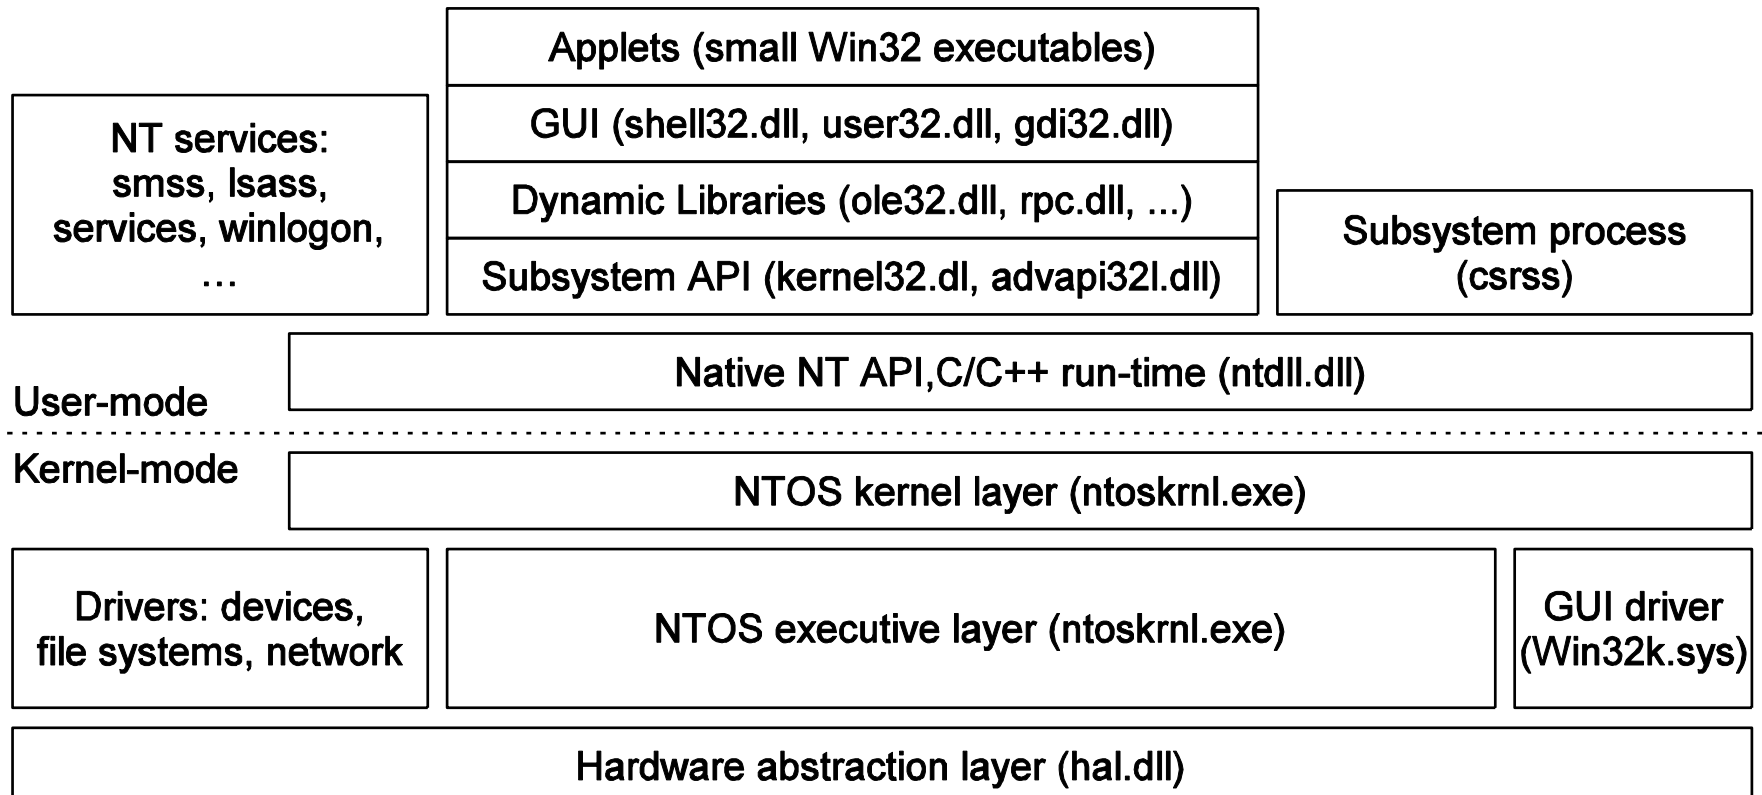 Applets (small Win32 executables)
GUI (shell32.dll, user32.dll, gdi32.dll)
Dynamic Libraries (ole32.dll, rpc.dll, ...)
Subsystem API (kernel32.dl, advapi32l.dll)
NT services:
smss, lsass,
services, winlogon,
...
Subsystem process
(csrss)
Native NT API,C/C++ run-time (ntdll.dll)
User-mode
Kernel-mode
NTOS kernel layer (ntoskrnl.exe)
Drivers: devices,
file systems, network
NTOS executive layer (ntoskrnl.exe)
GUI driver
(Win32k.sys)
Hardware abstraction layer (hal.dll)